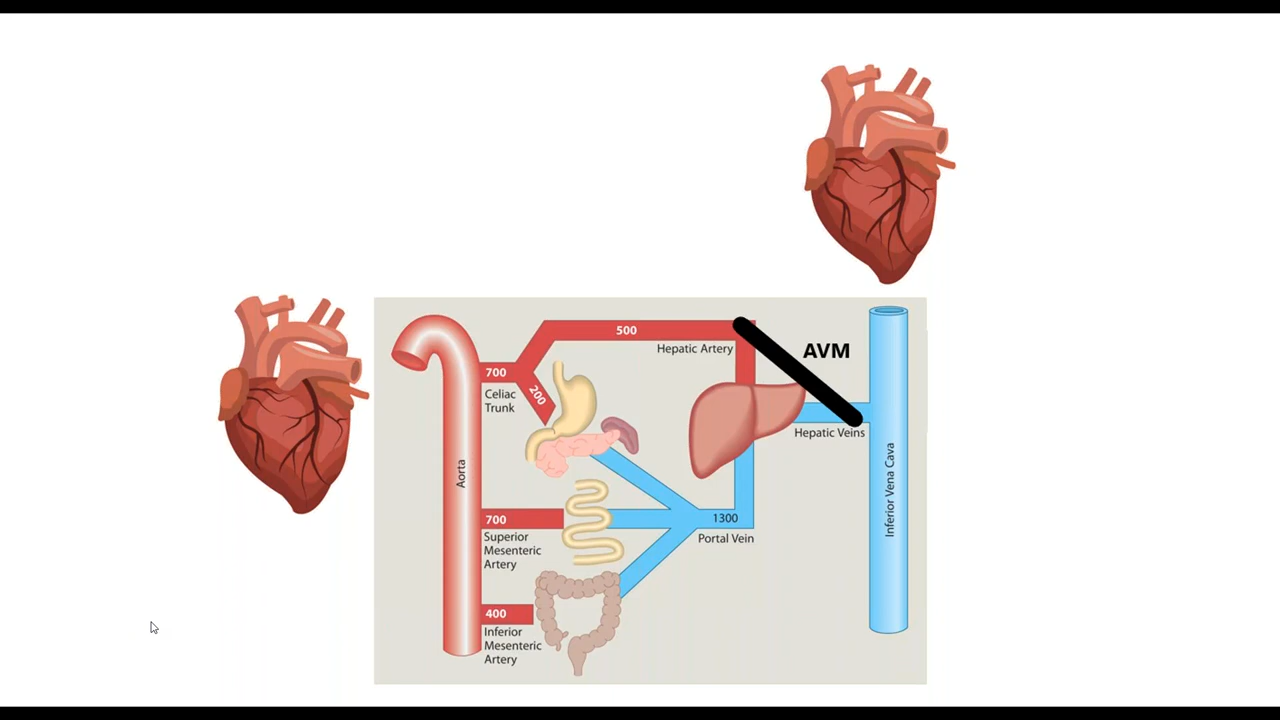 500
Hepatic Artery
AVM
700
Celiac
Trunk
200
Hepatic Veins
Aorta
Inferior Vena Cava
700
Superior
Mesenteric
Artery
1300
Portal Vein
400
Inferior
Mesenteric
Artery